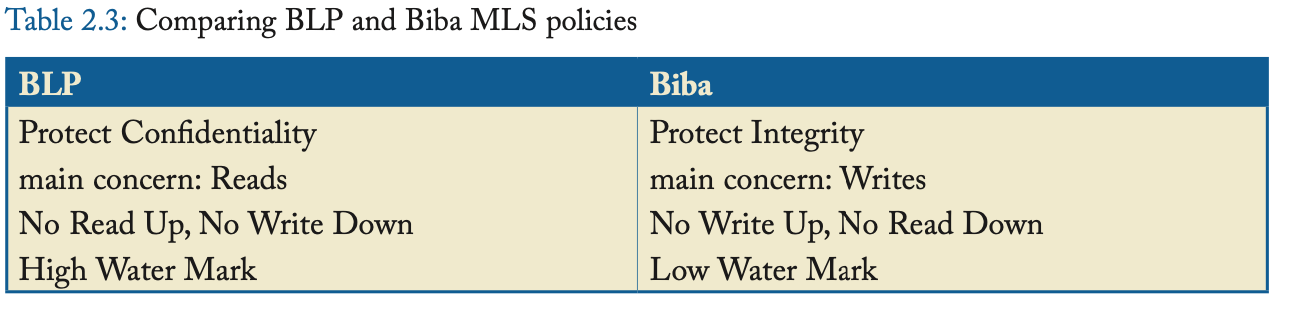 Table 2.3: Comparing BLP and Biba MLS policies
BLP Biba
Protect Confidentiality Protect Integrity
main concern: Reads main concern: Writes
No Read Up, No Write Down No Write Up, No Read Down
High Water Mark Low Water Mark